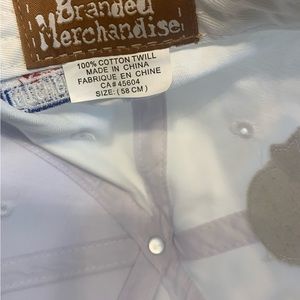 Branded
Merchandise!
100% COTTON TWILL
MADE IN CHINA
FABRIQUE EN CHINE
CA# 45604
SIZE: ( 58 CM )